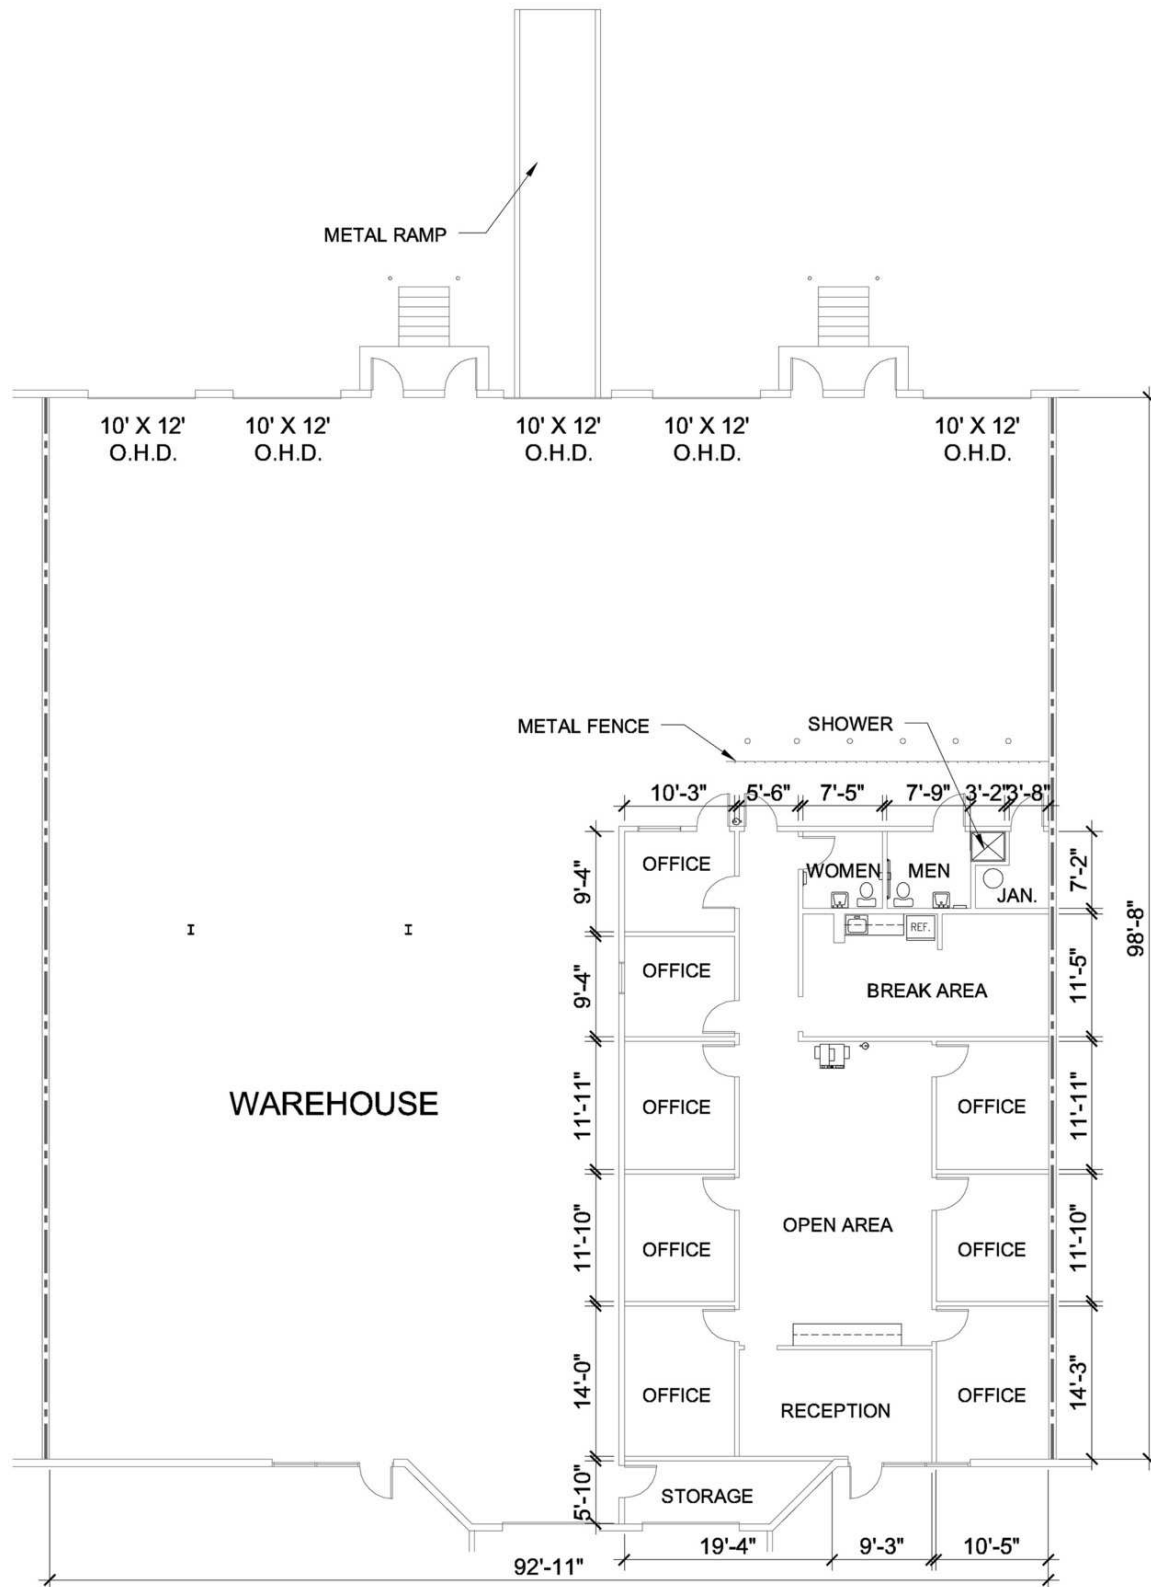 METAL RAMP
10' X 12'
O.H.D.
10' X 12'
O.H.D.
10' X 12'
O.H.D.
10' X 12'
O.H.D.
10' X 12'
O.H.D.
METAL FENCE
SHOWER
10'-3"
5'-6"
7'-5"
7'-9"
3'-2"
3'-8"
9'-4"
OFFICE
WOMEN
MEN
JAN.
7'-2"
98'-8"
REF.
9'-4"
OFFICE
BREAK AREA
11'-5"
WAREHOUSE
11'-11"
OFFICE
OFFICE
11'-11"
11'-10"
OFFICE
OPEN AREA
OFFICE
11'-10"
14'-0"
OFFICE
RECEPTION
OFFICE
14'-3"
5'-10"
STORAGE
19'-4"
9'-3"
10'-5"
92'-11"